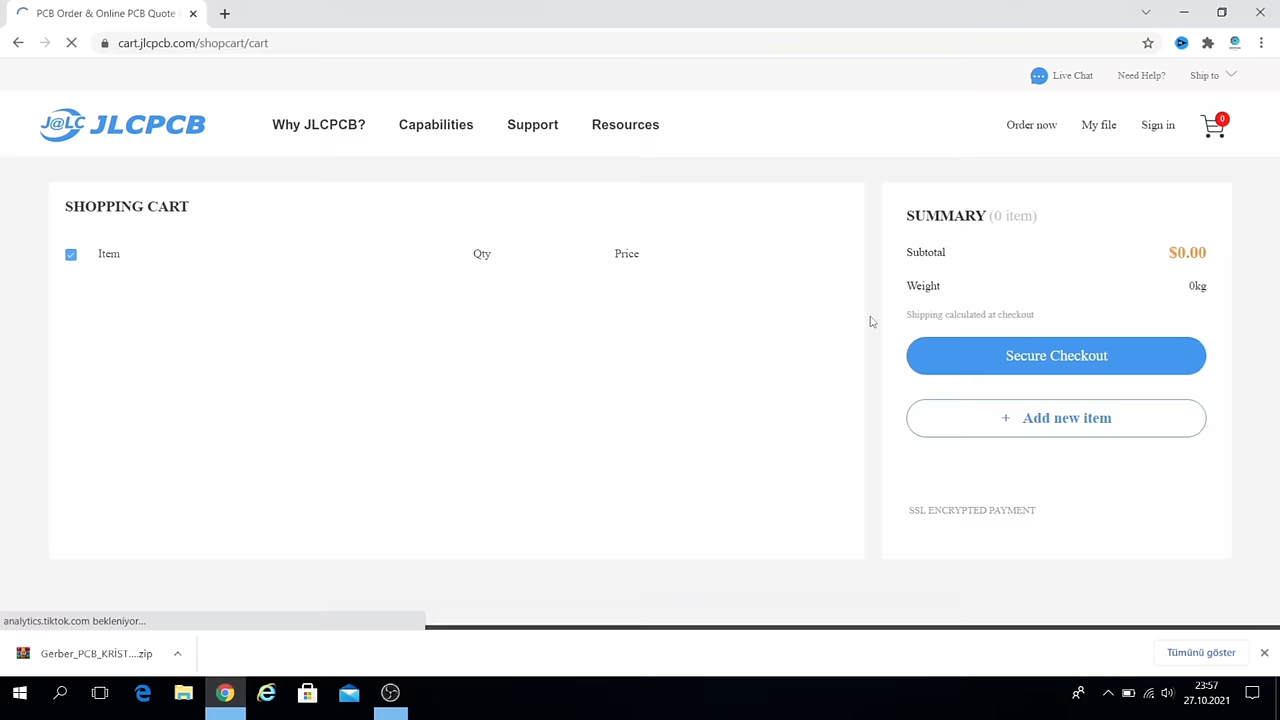 PCB Order & Online PCB Quote
cart.jlcpcb.com/shopcart/cart
Live Chat
Need Help?
Ship to
J@LC JLCPCB
Why JLCPCB?
Capabilities
Support
Resources
Order now
My file
Sign in
0
SHOPPING CART
Item
Qty
Price
SUMMARY (0 item)
Subtotal
$0.00
Weight
0kg
Shipping calculated at checkout
Secure Checkout
+ Add new item
SSL ENCRYPTED PAYMENT
analytics.tiktok.com bekleniyor...
Gerber_PCB_KRİST....zip
Tümünü göster
23:57
27.10.2021